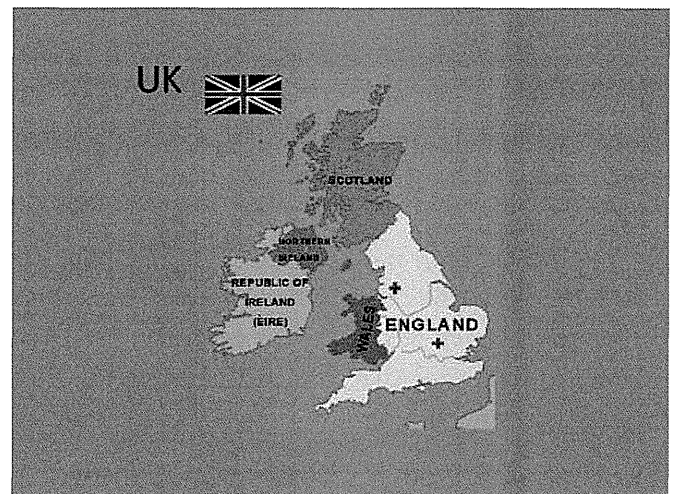 UK
SCOTLAND
NORTHERN
IRELAND
REPUBLIC OF
IRELAND
(EIRE)
WALES
ENGLAND